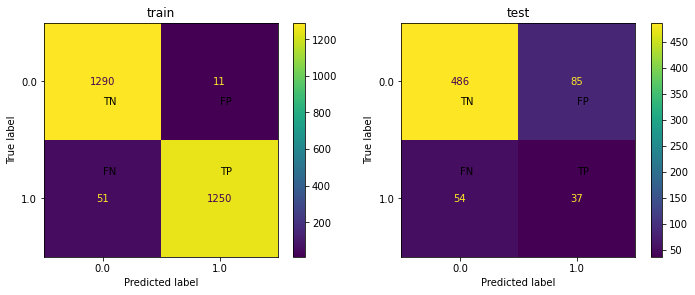 train
True label
0.0
1.0
1290
11
TN
FP
FN
TP
51
1250
0.0
1.0
Predicted label
1200
1000
800
600
400
200
test
True label
0.0
1.0
486
85
TN
FP
FN
TP
54
37
0.0
1.0
Predicted label
450
400
350
300
250
200
150
100
50